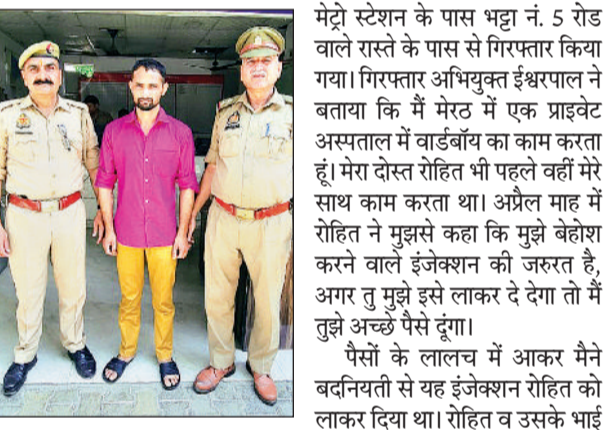 मेट्रो स्टेशन के पास भट्टा नं. 5 रोड
वाले रास्ते के पास से गिरफ्तार किया
गया। गिरफ्तार अभियुक्त ईश्वरपाल ने
बताया कि मैं मेरठ में एक प्राइवेट
अस्पताल में वार्डबॉय का काम करता
हूं। मेरा दोस्त रोहित भी पहले वहीं मेरे
साथ काम करता था। अप्रैल माह में
रोहित ने मुझसे कहा कि मुझे बेहोश
करने वाले इंजेक्शन की जरुरत है,
अगर तु मुझे इसे लाकर दे देगा तो मैं
तुझे अच्छे पैसे दूंगा।
पैसों के लालच में आकर मैने
बदनियती से यह इंजेक्शन रोहित को
लाकर दिया था। रोहित व उसके भाई